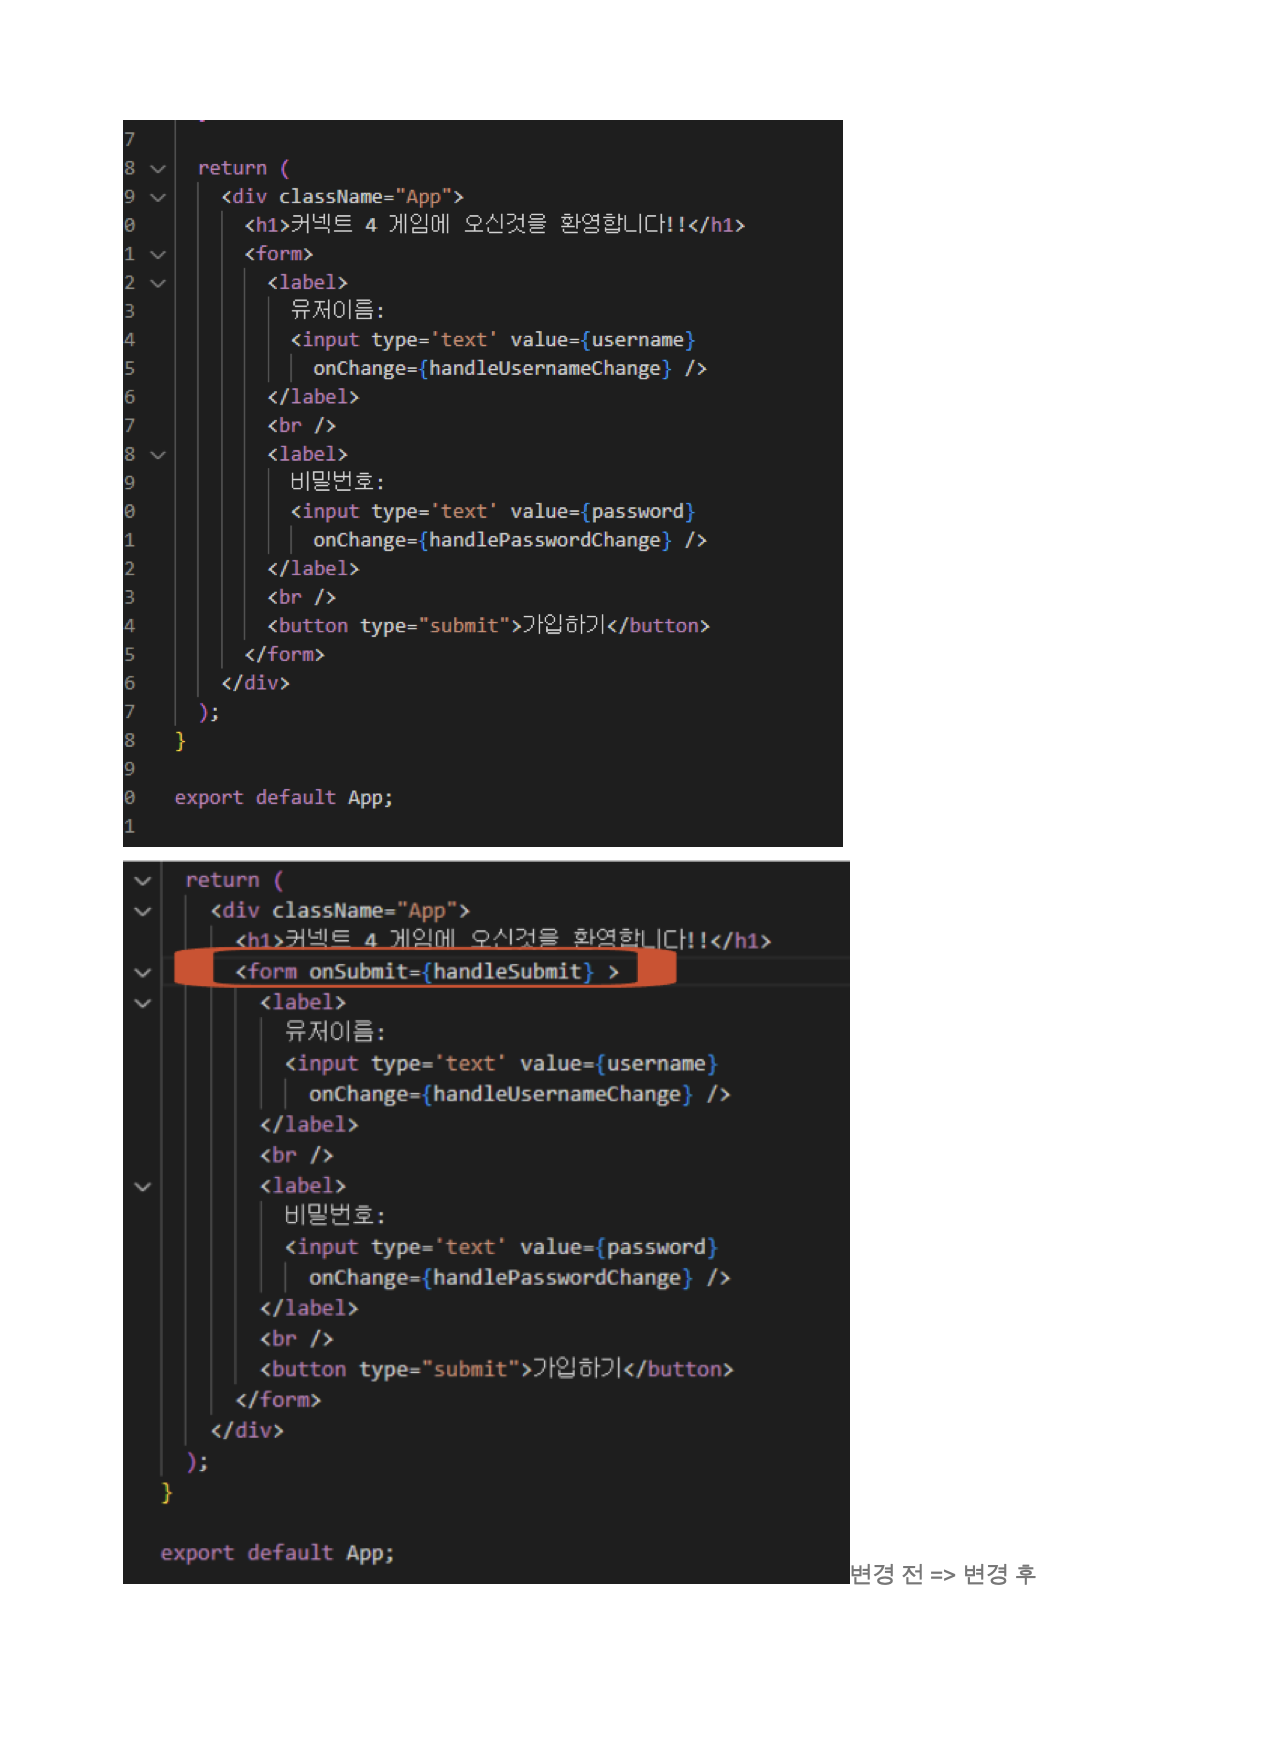 7
8 return (
9 <div className="App">
0 <h1>커넥트 4 게임에 오신것을 환영합니다!!</h1>
1 <form>
2 <label>
3 유저이름:
4 <input type='text' value={username}
5 onChange={handleUsernameChange} />
6 </label>
7 <br />
8 <label>
9 비밀번호:
0 <input type='text' value={password}
1 onChange={handlePasswordChange} />
2 </label>
3 <br />
4 <button type="submit">가입하기</button>
5 </form>
6 </div>
7 );
8 }
9
0 export default App;
1
return (
<div className="App">
<h1>커넥트 4 게임에 오신것을 환영합니다!!</h1>
<form onSubmit={handleSubmit} >
<label>
유저이름:
<input type='text' value={username}
onChange={handleUsernameChange} />
</label>
<br />
<label>
비밀번호:
<input type='text' value={password}
onChange={handlePasswordChange} />
</label>
<br />
<button type="submit">가입하기</button>
</form>
</div>
);
}
export default App;
변경 전 => 변경 후